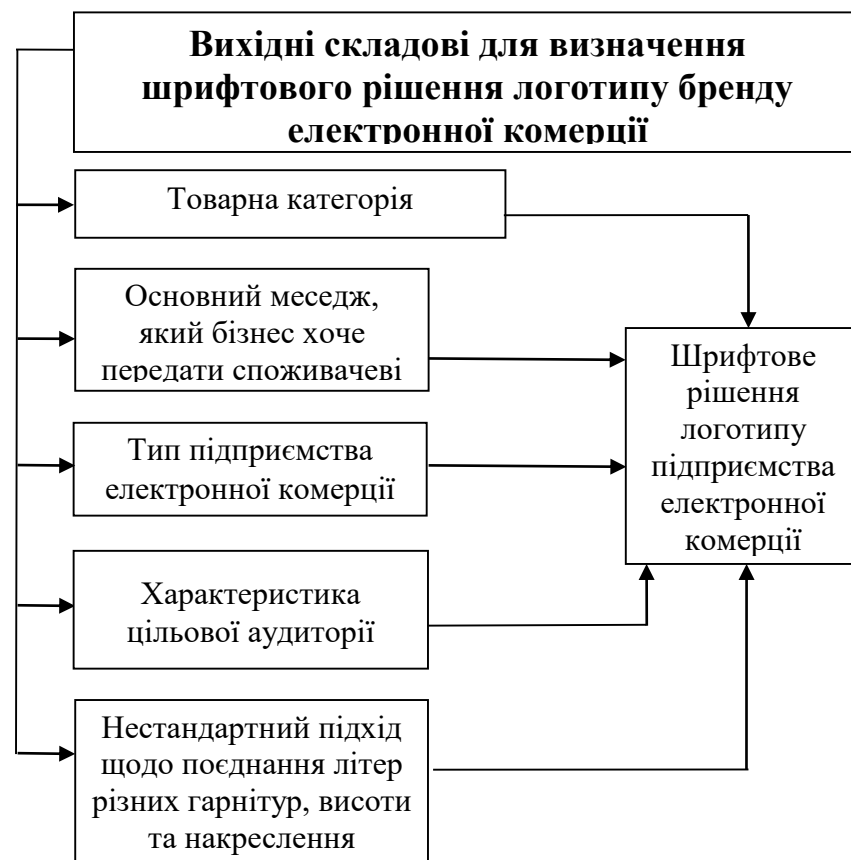 Вихідні складові для визначення
шрифтового рішення логотипу бренду
електронної комерції
Товарна категорія
Основний меседж,
який бізнес хоче
передати споживачеві
Тип підприємства
електронної комерції
Характеристика
цільової аудиторії
Нестандартний підхід
щодо поєднання літер
різних гарнітур, висоти
та накреслення
Шрифтове
рішення
логотипу
підприємства
електронної
комерції